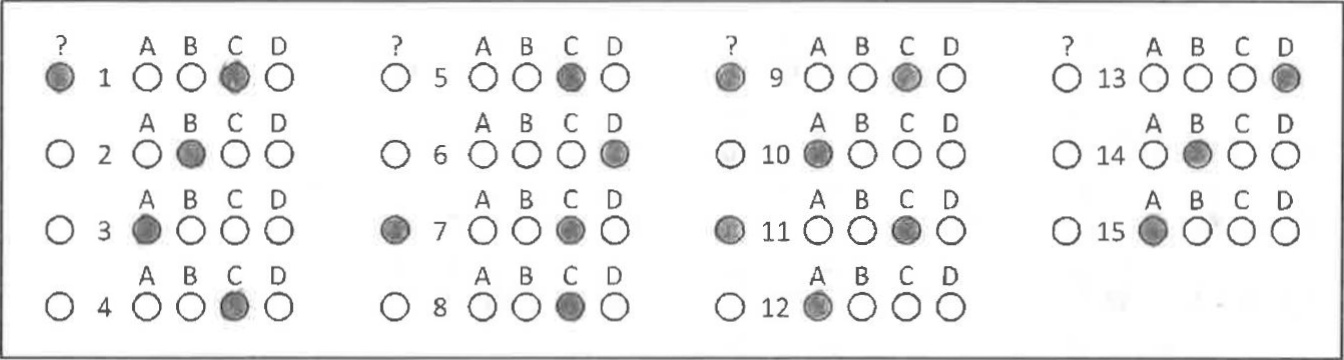 ? A B C D ? A B C D ? A B C D ? A B C D
1 5 9 13
A B C D A B C D A B C D A B C D
2 6 10 14
A B C D A B C D A B C D A B C D
3 7 11 15
A B C D A B C D A B C D
4 8 12